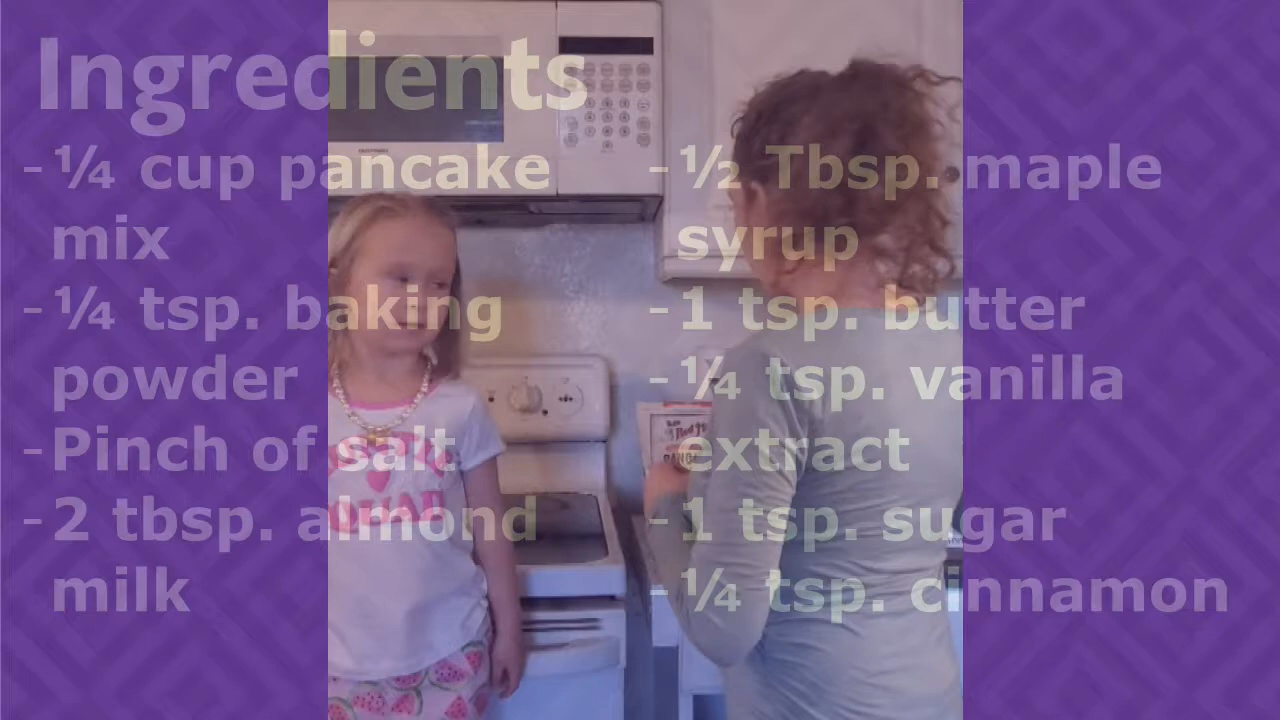 Ingredients
-¼ cup pancake
mix
-¼ tsp. baking
powder
-Pinch of salt
-2 tbsp. almond
milk
-½ Tbsp. maple
syrup
-1 tsp. butter
-¼ tsp. vanilla
extract
-1 tsp. sugar
-¼ tsp. cinnamon